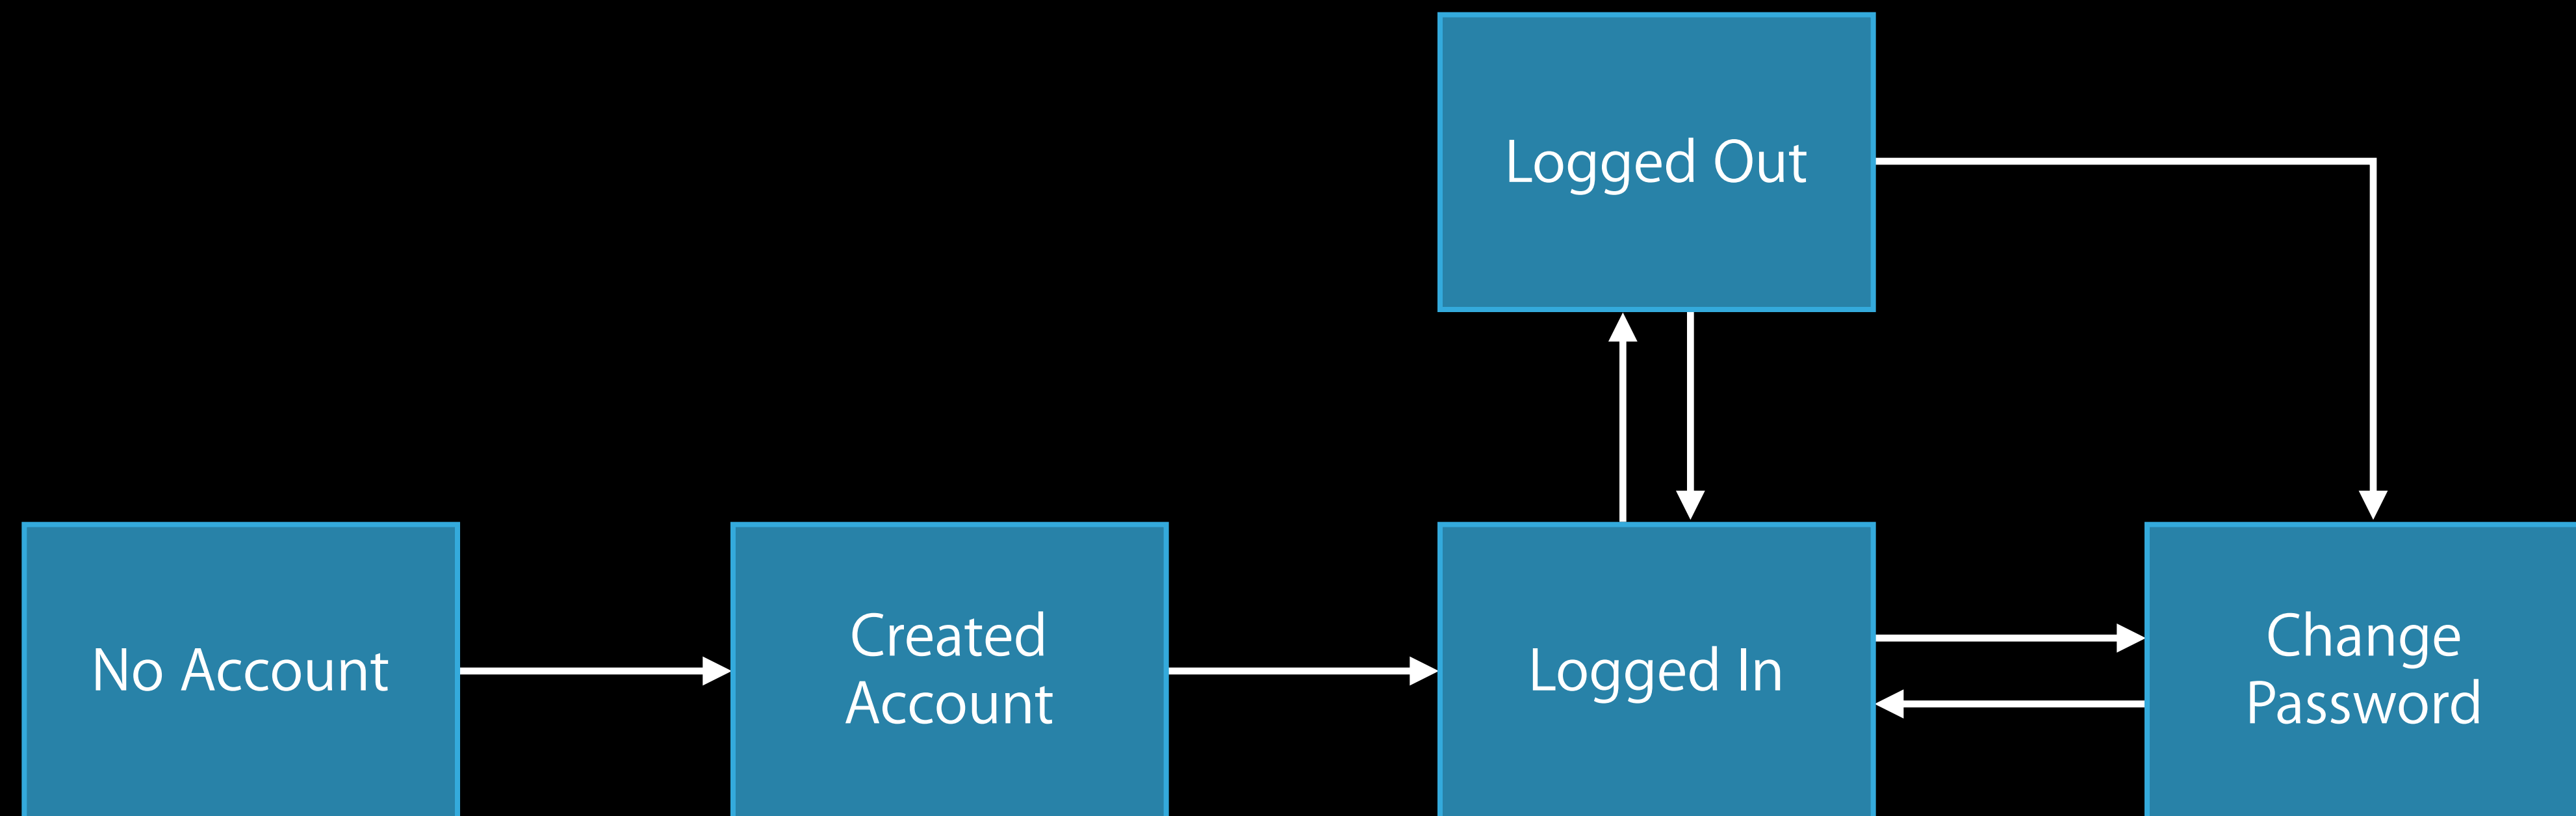 Logged Out
No Account
Created
Account
Logged In
Change
Password